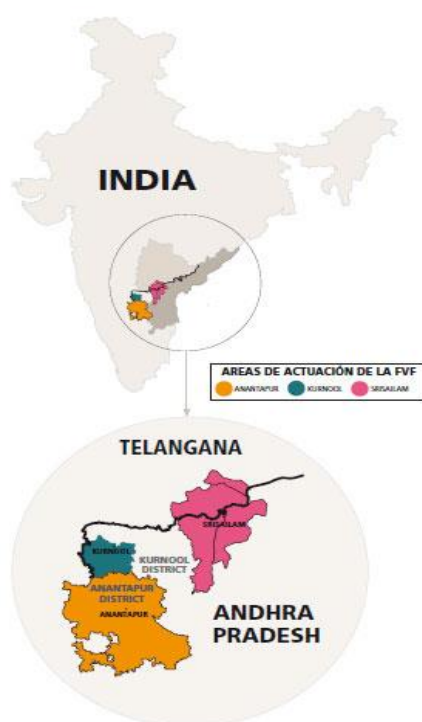 INDIA
AREAS DE ACTUACIÓN DE LA FVF
ANANTAPUR KURNOOL SRISAILAM
TELANGANA
SRISAILAM
KURNOOL
KURNOOL
DISTRICT
ANANTAPUR
DISTRICT
ANANTAPUR
ANDHRA
PRADESH